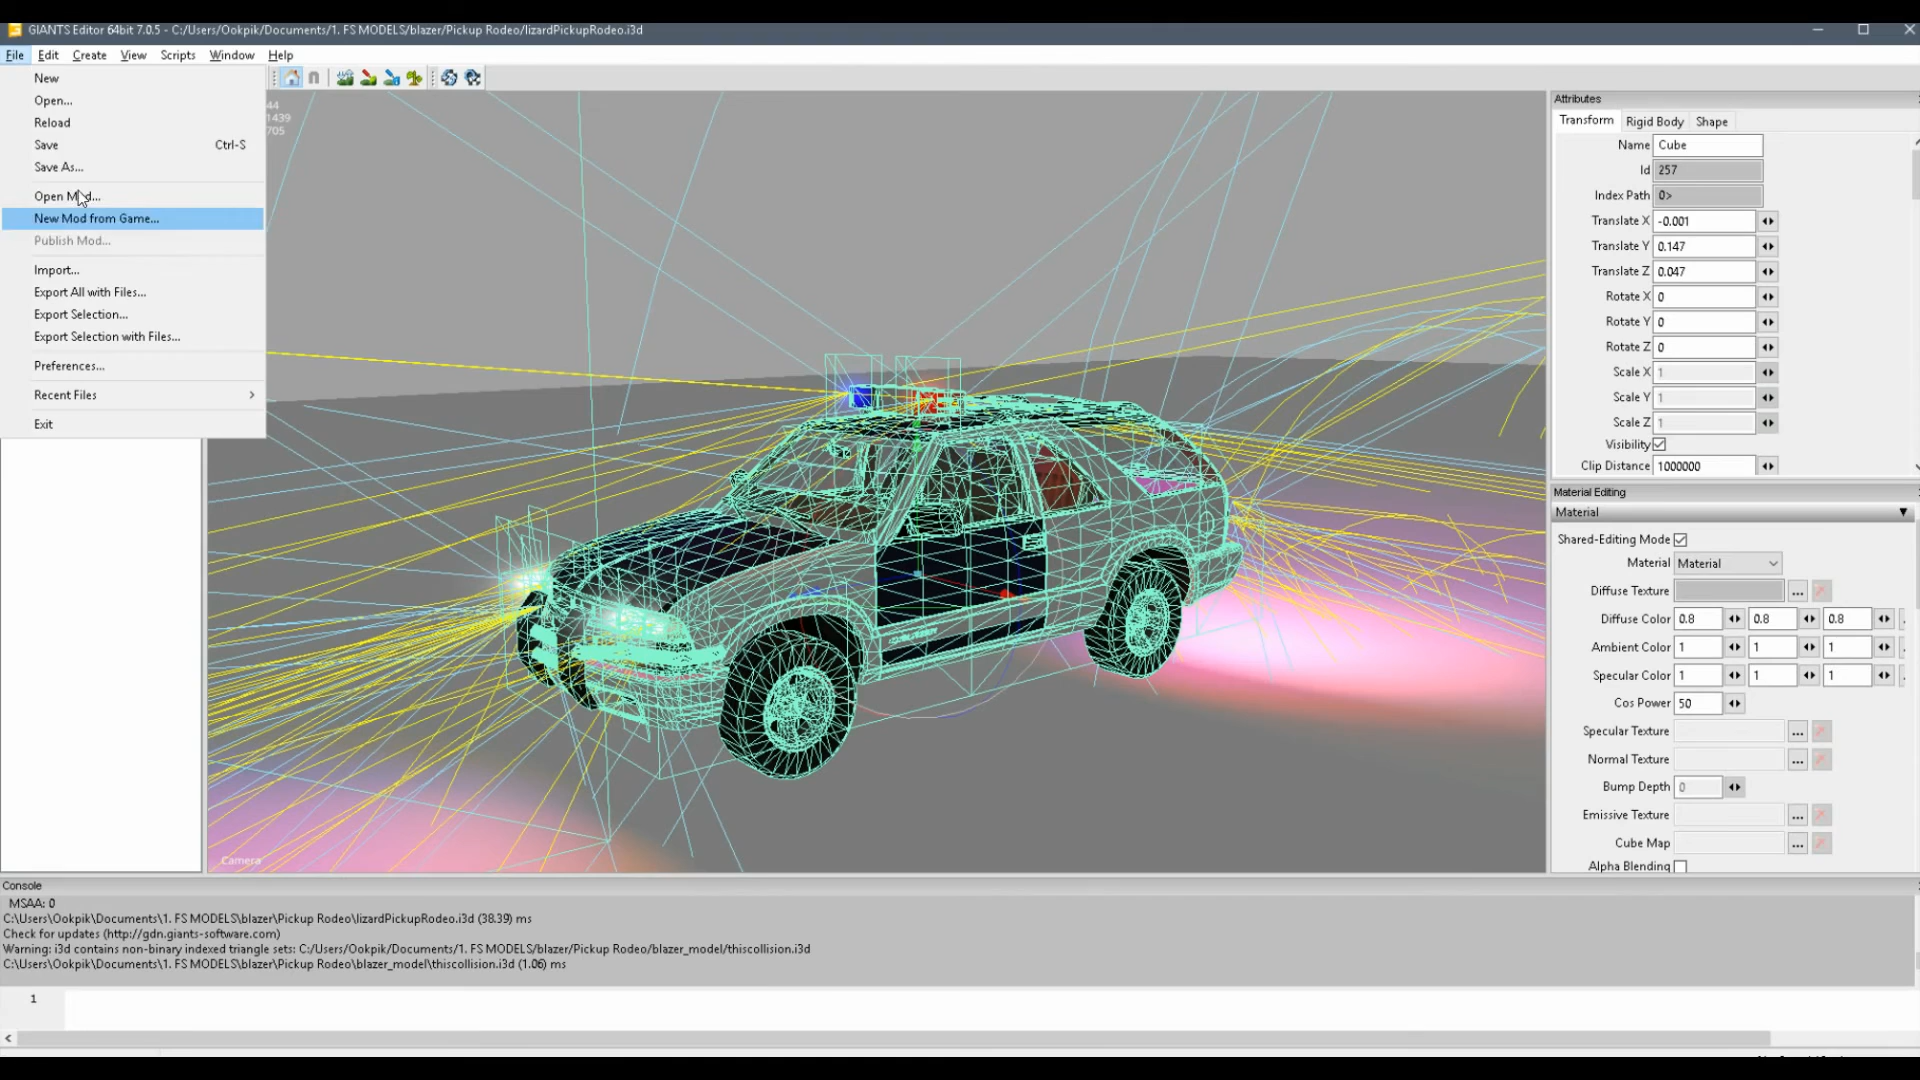 GIANTS Editor 64bit 7.0.5 - C:/Users/Ookpik/Documents/1. FS MODELS/blazer/Pickup Rodeo/lizardPickupRodeo.i3d
File Edit Create View Scripts Window Help
New
Open...
Reload
Save Ctrl-S
Save As...
Open Mod...
New Mod from Game...
Publish Mod...
Import...
Export All with Files...
Export Selection...
Export Selection with Files...
Preferences...
Recent Files
Exit
44
1439
705
Camera
Attributes
Transform Rigid Body Shape
Name Cube
Id 257
Index Path 0>
Translate X -0.001
Translate Y 0.147
Translate Z 0.047
Rotate X 0
Rotate Y 0
Rotate Z 0
Scale X 1
Scale Y 1
Scale Z 1
Visibility
Clip Distance 1000000
Material Editing
Material
Shared-Editing Mode
Material Material
Diffuse Texture ...
Diffuse Color 0.8 0.8 0.8
Ambient Color 1 1 1
Specular Color 1 1 1
Cos Power 50
Specular Texture ...
Normal Texture ...
Bump Depth 0
Emissive Texture ...
Cube Map ...
Alpha Blending
Console
MSAA: 0
C:\Users\Ookpik\Documents\1. FS MODELS\blazer\Pickup Rodeo\lizardPickupRodeo.i3d (38.39) ms
Check for updates (http://gdn.giants-software.com)
Warning: i3d contains non-binary indexed triangle sets: C:/Users/Ookpik/Documents/1. FS MODELS/blazer/Pickup Rodeo/blazer_model/thiscollision.i3d
C:\Users\Ookpik\Documents\1. FS MODELS\blazer\Pickup Rodeo\blazer_model\thiscollision.i3d (1.06) ms
1